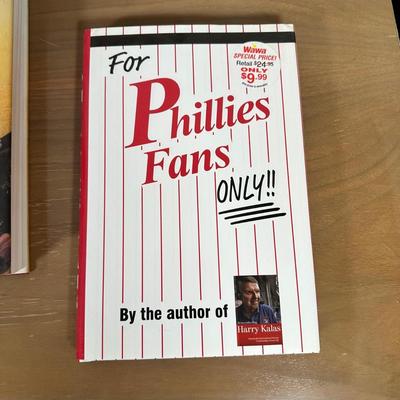 For
Phillies
Fans
ONLY!!
Wawa
SPECIAL PRICE!
Retail $24.95
ONLY
$9.99
By the author of
Harry Kalas